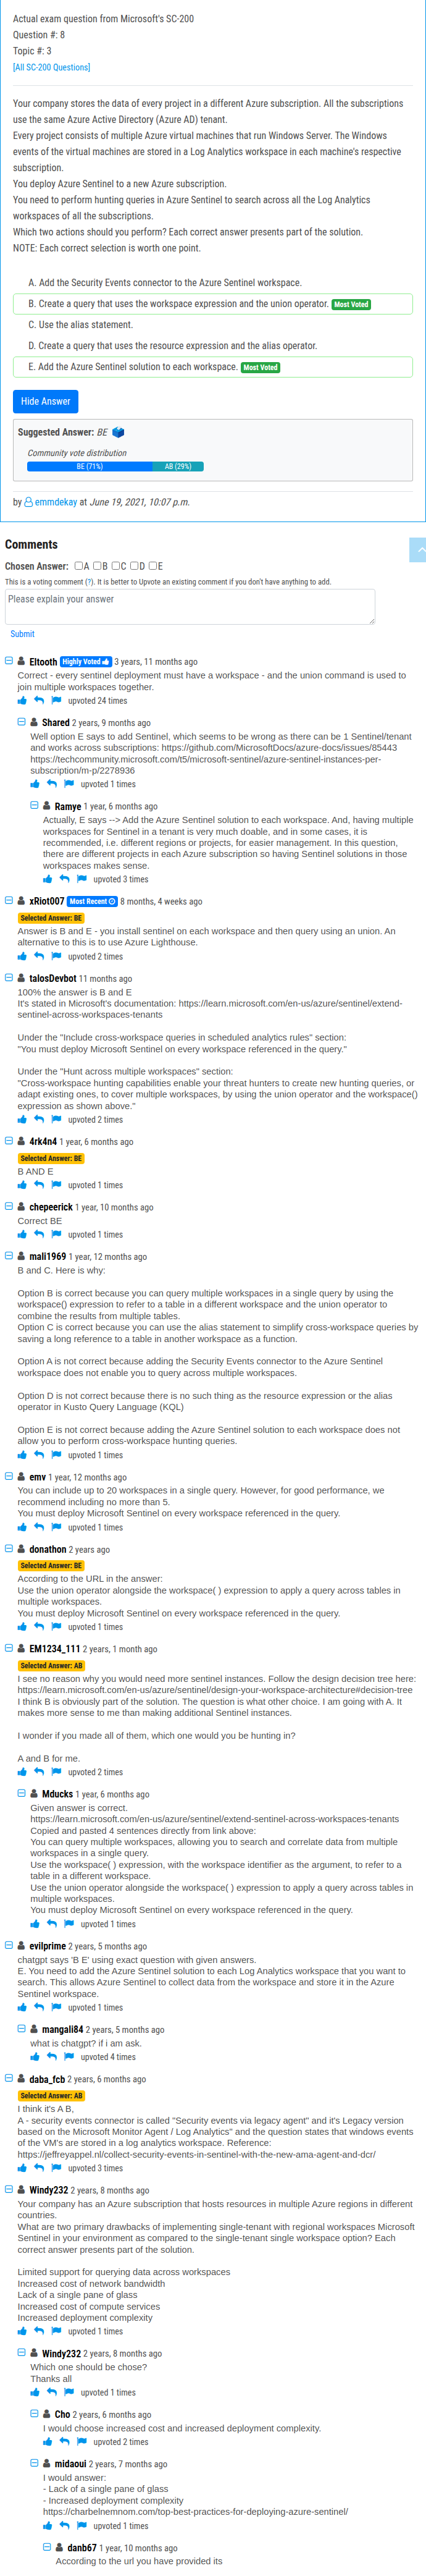 Actual exam question from Microsoft's SC-200
Question #: 8
Topic #: 3
[All SC-200 Questions]
Your company stores the data of every project in a different Azure subscription. All the subscriptions
use the same Azure Active Directory (Azure AD) tenant.
Every project consists of multiple Azure virtual machines that run Windows Server. The Windows
events of the virtual machines are stored in a Log Analytics workspace in each machine's respective
subscription.
You deploy Azure Sentinel to a new Azure subscription.
You need to perform hunting queries in Azure Sentinel to search across all the Log Analytics
workspaces of all the subscriptions.
Which two actions should you perform? Each correct answer presents part of the solution.
NOTE: Each correct selection is worth one point.
A. Add the Security Events connector to the Azure Sentinel workspace.
B. Create a query that uses the workspace expression and the union operator. Most Voted
C. Use the alias statement.
D. Create a query that uses the resource expression and the alias operator.
E. Add the Azure Sentinel solution to each workspace. Most Voted
Hide Answer
Suggested Answer: BE
Community vote distribution
BE (71%) AB (29%)
by emmdekay at June 19, 2021, 10:07 p.m.
Comments
Chosen Answer: A B C D E
This is a voting comment (?). It is better to Upvote an existing comment if you don't have anything to add.
Please explain your answer
Submit
Eltooth Highly Voted 3 years, 11 months ago
Correct - every sentinel deployment must have a workspace - and the union command is used to
join multiple workspaces together.
upvoted 24 times
Shared 2 years, 9 months ago
Well option E says to add Sentinel, which seems to be wrong as there can be 1 Sentinel/tenant
and works across subscriptions: https://github.com/MicrosoftDocs/azure-docs/issues/85443
https://techcommunity.microsoft.com/t5/microsoft-sentinel/azure-sentinel-instances-per-
subscription/m-p/2278936
upvoted 1 times
Ramye 1 year, 6 months ago
Actually, E says --> Add the Azure Sentinel solution to each workspace. And, having multiple
workspaces for Sentinel in a tenant is very much doable, and in some cases, it is
recommended, i.e. different regions or projects, for easier management. In this question,
there are different projects in each Azure subscription so having Sentinel solutions in those
workspaces makes sense.
upvoted 3 times
xRiot007 Most Recent 8 months, 4 weeks ago
Selected Answer: BE
Answer is B and E - you install sentinel on each workspace and then query using an union. An
alternative to this is to use Azure Lighthouse.
upvoted 2 times
talosDevbot 11 months ago
100% the answer is B and E
It's stated in Microsoft's documentation: https://learn.microsoft.com/en-us/azure/sentinel/extend-
sentinel-across-workspaces-tenants
Under the "Include cross-workspace queries in scheduled analytics rules" section:
"You must deploy Microsoft Sentinel on every workspace referenced in the query."
Under the "Hunt across multiple workspaces" section:
"Cross-workspace hunting capabilities enable your threat hunters to create new hunting queries, or
adapt existing ones, to cover multiple workspaces, by using the union operator and the workspace()
expression as shown above."
upvoted 2 times
4rk4n4 1 year, 6 months ago
Selected Answer: BE
B AND E
upvoted 1 times
chepeerick 1 year, 10 months ago
Correct BE
upvoted 1 times
mali1969 1 year, 12 months ago
B and C. Here is why:
Option B is correct because you can query multiple workspaces in a single query by using the
workspace() expression to refer to a table in a different workspace and the union operator to
combine the results from multiple tables.
Option C is correct because you can use the alias statement to simplify cross-workspace queries by
saving a long reference to a table in another workspace as a function.
Option A is not correct because adding the Security Events connector to the Azure Sentinel
workspace does not enable you to query across multiple workspaces.
Option D is not correct because there is no such thing as the resource expression or the alias
operator in Kusto Query Language (KQL)
Option E is not correct because adding the Azure Sentinel solution to each workspace does not
allow you to perform cross-workspace hunting queries.
upvoted 1 times
emv 1 year, 12 months ago
You can include up to 20 workspaces in a single query. However, for good performance, we
recommend including no more than 5.
You must deploy Microsoft Sentinel on every workspace referenced in the query.
upvoted 1 times
donathon 2 years ago
Selected Answer: BE
According to the URL in the answer:
Use the union operator alongside the workspace( ) expression to apply a query across tables in
multiple workspaces.
You must deploy Microsoft Sentinel on every workspace referenced in the query.
upvoted 1 times
EM1234_111 2 years, 1 month ago
Selected Answer: AB
I see no reason why you would need more sentinel instances. Follow the design decision tree here:
https://learn.microsoft.com/en-us/azure/sentinel/design-your-workspace-architecture#decision-tree
I think B is obviously part of the solution. The question is what other choice. I am going with A. It
makes more sense to me than making additional Sentinel instances.
I wonder if you made all of them, which one would you be hunting in?
A and B for me.
upvoted 2 times
Mducks 1 year, 6 months ago
Given answer is correct.
https://learn.microsoft.com/en-us/azure/sentinel/extend-sentinel-across-workspaces-tenants
Copied and pasted 4 sentences directly from link above:
You can query multiple workspaces, allowing you to search and correlate data from multiple
workspaces in a single query.
Use the workspace( ) expression, with the workspace identifier as the argument, to refer to a
table in a different workspace.
Use the union operator alongside the workspace( ) expression to apply a query across tables in
multiple workspaces.
You must deploy Microsoft Sentinel on every workspace referenced in the query.
upvoted 1 times
evilprime 2 years, 5 months ago
chatgpt says 'B E' using exact question with given answers.
E. You need to add the Azure Sentinel solution to each Log Analytics workspace that you want to
search. This allows Azure Sentinel to collect data from the workspace and store it in the Azure
Sentinel workspace.
upvoted 1 times
mangali84 2 years, 5 months ago
what is chatgpt? if i am ask.
upvoted 4 times
daba_fcb 2 years, 6 months ago
Selected Answer: AB
I think it's A B,
A - security events connector is called "Security events via legacy agent" and it's Legacy version
based on the Microsoft Monitor Agent / Log Analytics" and the question states that windows events
of the VM's are stored in a log analytics workspace. Reference:
https://jeffreyappel.nl/collect-security-events-in-sentinel-with-the-new-ama-agent-and-dcr/
upvoted 3 times
Windy232 2 years, 8 months ago
Your company has an Azure subscription that hosts resources in multiple Azure regions in different
countries.
What are two primary drawbacks of implementing single-tenant with regional workspaces Microsoft
Sentinel in your environment as compared to the single-tenant single workspace option? Each
correct answer presents part of the solution.
Limited support for querying data across workspaces
Increased cost of network bandwidth
Lack of a single pane of glass
Increased cost of compute services
Increased deployment complexity
upvoted 1 times
Windy232 2 years, 8 months ago
Which one should be chose?
Thanks all
upvoted 1 times
Cho 2 years, 6 months ago
I would choose increased cost and increased deployment complexity.
upvoted 2 times
midaoui 2 years, 7 months ago
I would answer:
- Lack of a single pane of glass
- Increased deployment complexity
https://charbelnemnom.com/top-best-practices-for-deploying-azure-sentinel/
upvoted 1 times
danb67 1 year, 10 months ago
According to the url you have provided its